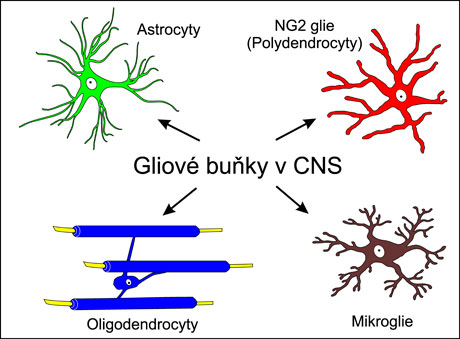 Astrocyty
NG2 glie
(Polydendrocyty)
Gliové buňky v CNS
Oligodendrocyty
Mikroglie